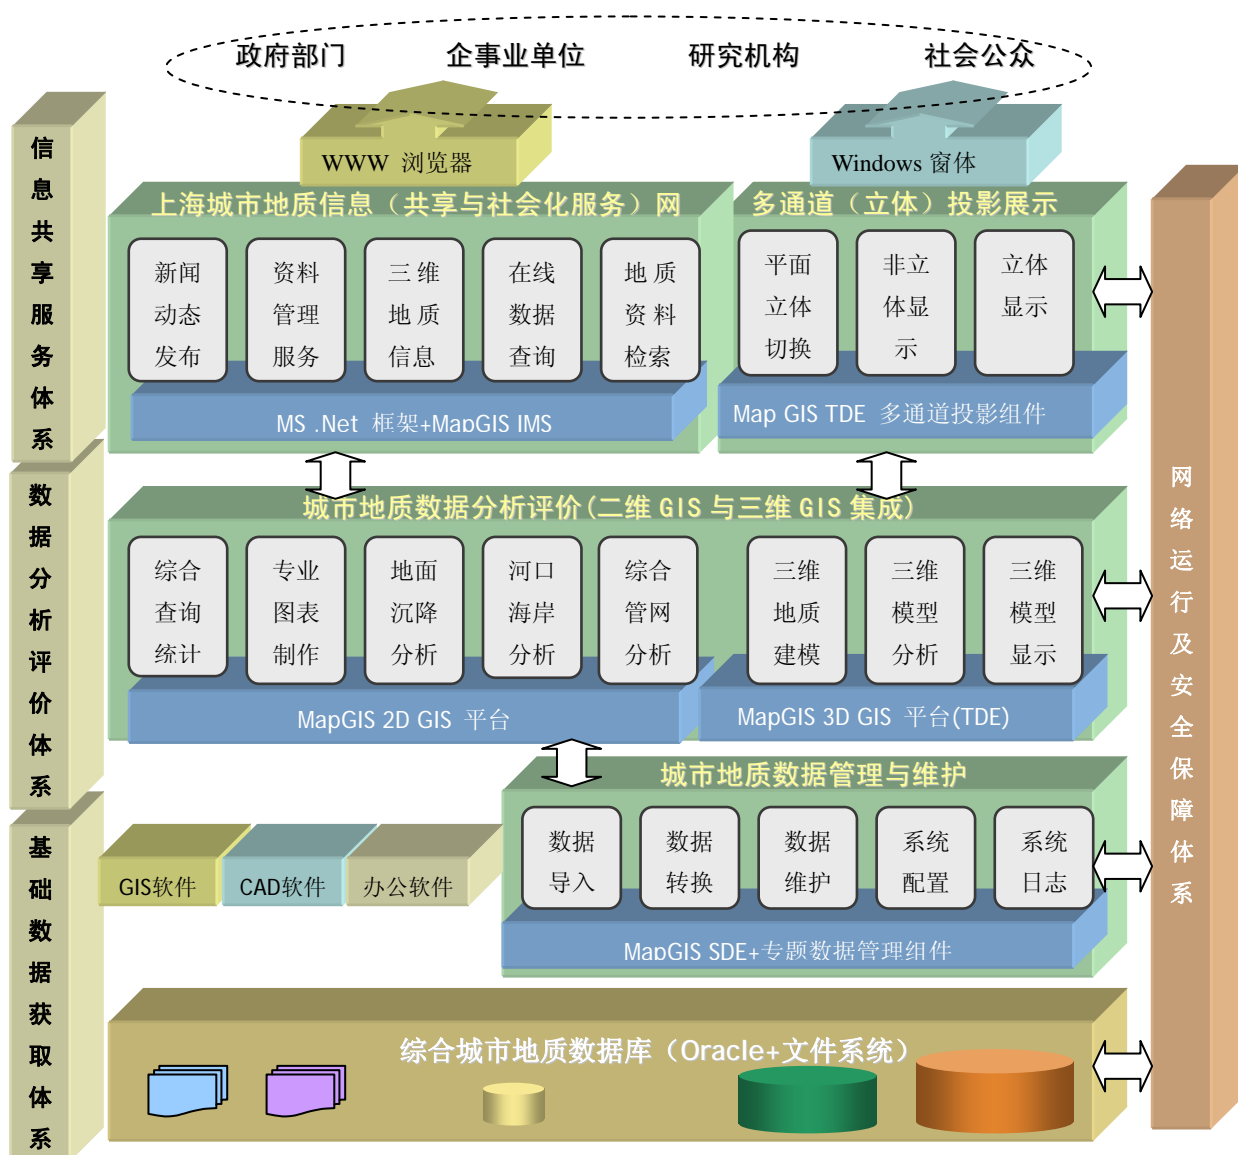 政府部门 企事业单位 研究机构 社会公众
WWW 浏览器
Windows 窗体
信息共享服务体系
上海城市地质信息（共享与社会化服务）网
新闻
动态
发布
资料
管理
服务
三 维
地 质
信息
在线
数据
查询
地 质
资 料
检索
MS .Net 框架+MapGIS IMS
多通道（立体）投影展示
平面
立体
切换
非立
体显
示
立体
显示
Map GIS TDE 多通道投影组件
数据分析评价体系
城市地质数据分析评价(二维 GIS 与三维 GIS 集成)
综合
查询
统计
专业
图表
制作
地面
沉降
分析
河口
海岸
分析
综合
管网
分析
三维
地质
建模
三维
模型
分析
三维
模型
显示
MapGIS 2D GIS 平台
MapGIS 3D GIS 平台(TDE)
基础数据获取体系
GIS软件
CAD软件
办公软件
城市地质数据管理与维护
数据
导入
数据
转换
数据
维护
系统
配置
系统
日志
MapGIS SDE+专题数据管理组件
综合城市地质数据库（Oracle+文件系统）
网络运行及安全保障体系